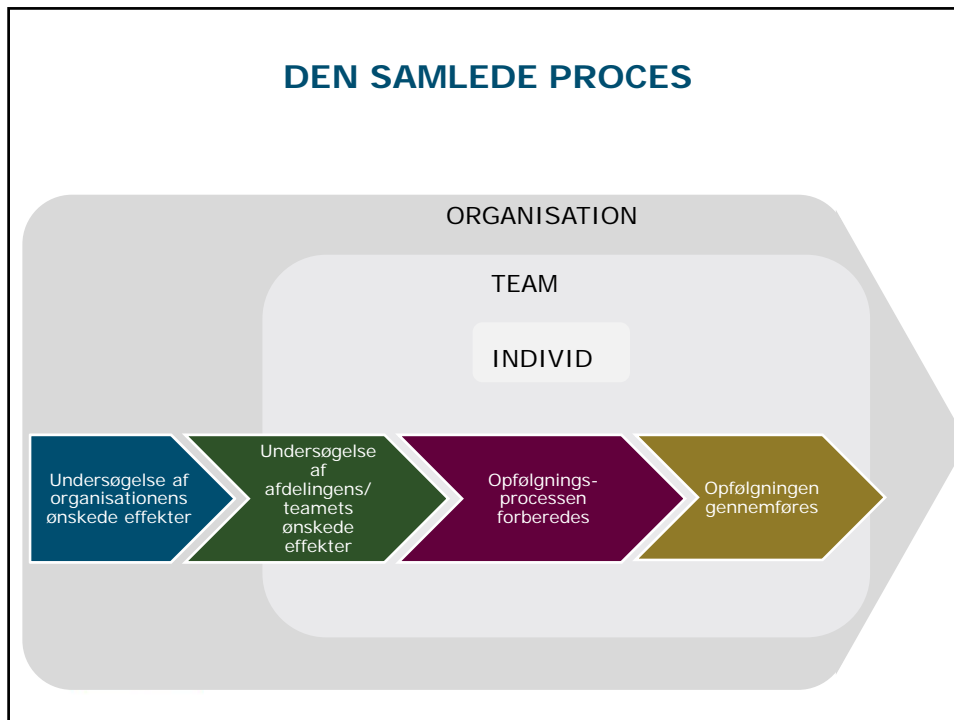 DEN SAMLEDE PROCES
ORGANISATION
TEAM
INDIVID
Undersøgelse af
organisationens
ønskede effekter
Undersøgelse
af
afdelingens/
teamets
ønskede
effekter
Opfølgnings-
processen
forberedes
Opfølgningen
gennemføres